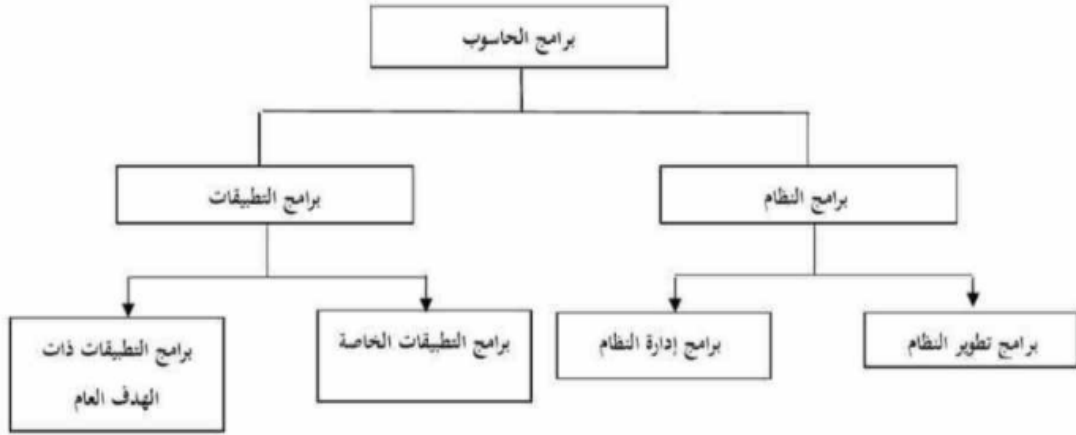 برامج الحاسوب
برامج النظام
برامج التطبيقات
برامج تطوير النظام
برامج إدارة النظام
برامج التطبيقات الخاصة
برامج التطبيقات ذات
الهدف العام